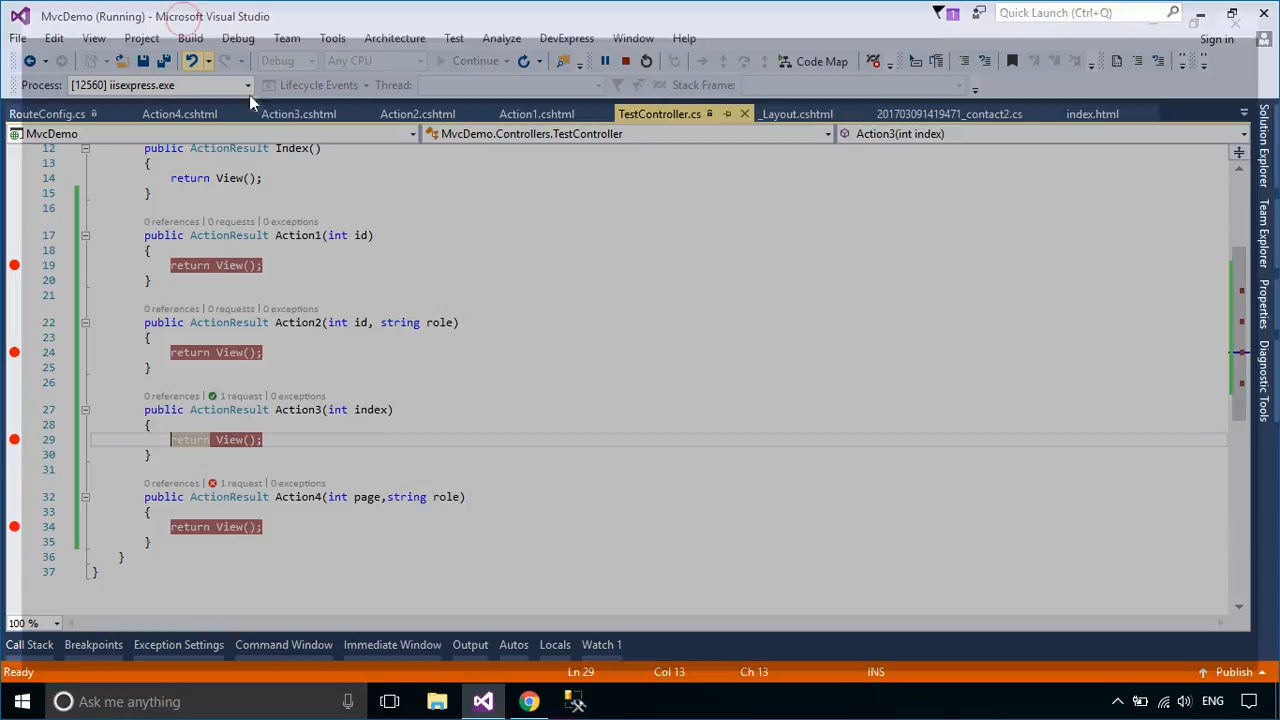 MvcDemo (Running) - Microsoft Visual Studio
1
Quick Launch (Ctrl+Q)
File Edit View Project Build Debug Team Tools Architecture Test Analyze DevExpress Window Help
Sign in
Debug Any CPU Continue Code Map
Process: [12560] iisexpress.exe Lifecycle Events Thread: Stack Frame:
RouteConfig.cs Action4.cshtml Action3.cshtml Action2.cshtml Action1.cshtml TestController.cs _Layout.cshtml 201703091419471_contact2.cs index.html
MvcDemo MvcDemo.Controllers.TestController Action3(int index)
12 public ActionResult Index()
13 {
14 return View();
15 }
16
0 references | 0 requests | 0 exceptions
17 public ActionResult Action1(int id)
18 {
19 return View();
20 }
21
0 references | 0 requests | 0 exceptions
22 public ActionResult Action2(int id, string role)
23 {
24 return View();
25 }
26
0 references | 1 request | 0 exceptions
27 public ActionResult Action3(int index)
28 {
29 return View();
30 }
31
0 references | 1 request | 0 exceptions
32 public ActionResult Action4(int page,string role)
33 {
34 return View();
35 }
36 }
37 }
Solution Explorer
Team Explorer
Properties
Diagnostic Tools
100 %
Call Stack Breakpoints Exception Settings Command Window Immediate Window Output Autos Locals Watch 1
Ready Ln 29 Col 13 Ch 13 INS Publish
Ask me anything ENG